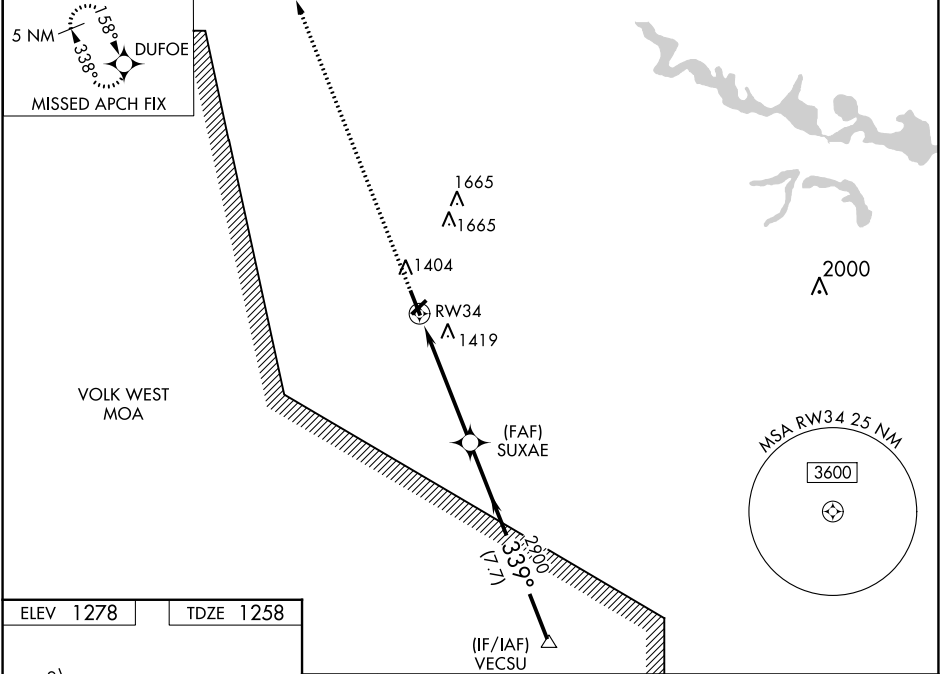 5 NM
158°
338°
DUFOE
MISSED APCH FIX
1665
1665
1404
RW34
1419
2000
VOLK WEST
MOA
(FAF)
SUXAE
MSA RW34 25 NM
3600
2900
339°
(7.7)
(IF/IAF)
VECSU
ELEV 1278
TDZE 1258